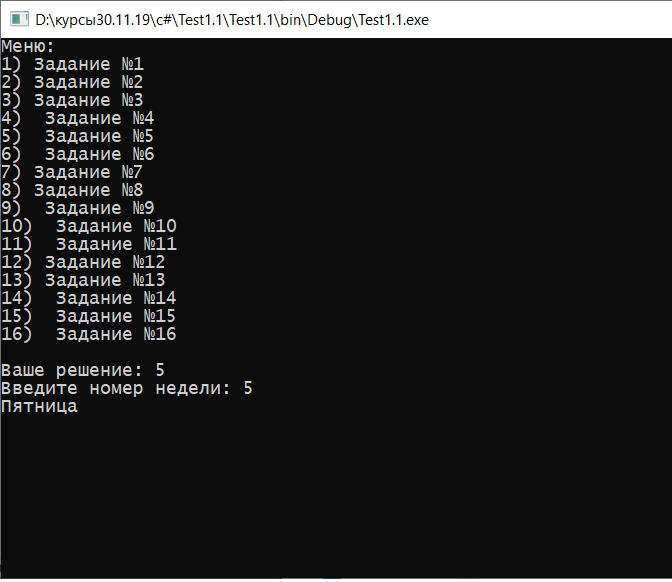 D:\курсы30.11.19\c#\Test1.1\Test1.1\bin\Debug\Test1.1.exe
Меню:
1) Задание №1
2) Задание №2
3) Задание №3
4)  Задание №4
5)  Задание №5
6)  Задание №6
7) Задание №7
8) Задание №8
9)  Задание №9
10)  Задание №10
11)  Задание №11
12) Задание №12
13) Задание №13
14)  Задание №14
15)  Задание №15
16)  Задание №16
Ваше решение: 5
Введите номер недели: 5
Пятница